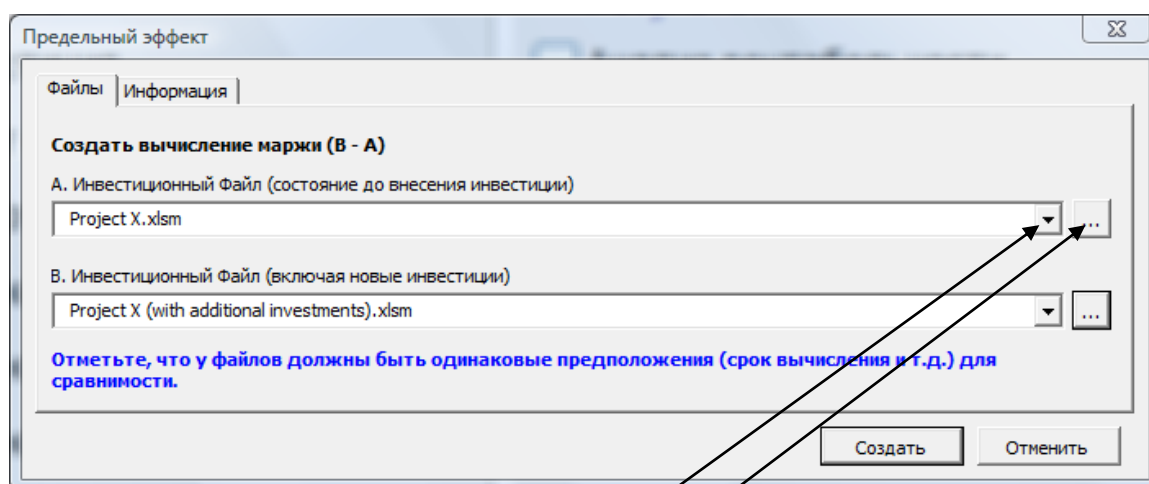 Предельный эффект
Файлы Информация
Создать вычисление маржи (B - A)
A. Инвестиционный Файл (состояние до внесения инвестиции)
Project X.xlsm
...
B. Инвестиционный Файл (включая новые инвестиции)
Project X (with additional investments).xlsm
...
Отметьте, что у файлов должны быть одинаковые предположения (срок вычисления и т.д.) для
сравнимости.
Создать Отменить